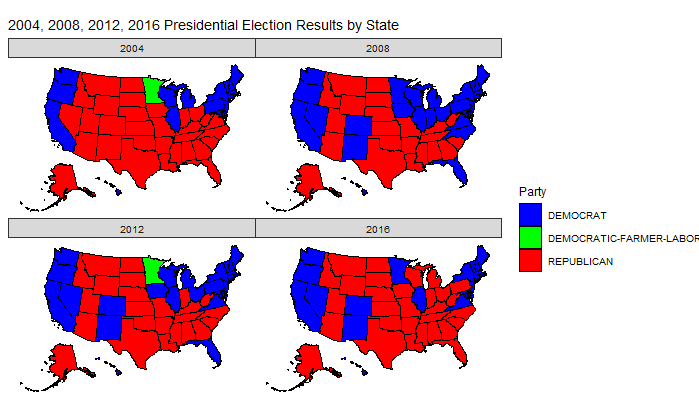 2004, 2008, 2012, 2016 Presidential Election Results by State
2004
2008
2012
2016
Party
DEMOCRAT
DEMOCRATIC-FARMER-LABOR
REPUBLICAN